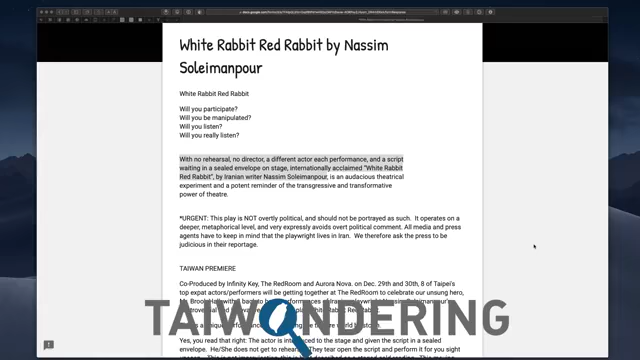 White Rabbit Red Rabbit by Nassim
Soleimanpour
White Rabbit Red Rabbit
Will you participate?
Will you be manipulated?
Will you listen?
Will you really listen?
With no rehearsal, no director, a different actor each performance, and a script
waiting in a sealed envelope on stage, internationally acclaimed "White Rabbit
Red Rabbit", by Iranian writer Nassim Soleimanpour, is an audacious theatrical
experiment and a potent reminder of the transgressive and transformative
power of theatre.
*URGENT: This play is NOT overtly political, and should not be portrayed as such. It operates on a
deeper, metaphorical level, and very expressly avoids overt political comment. All media and press
agents have to keep in mind that the playwright lives in Iran. We therefore ask the press to be
judicious in their reportage.
TAIWAN PREMIERE
Co-Produced by Infinity Key, The RedRoom and Aurora Nova. on Dec. 29th and 30th, 8 of Taipei's
top expat actors/performers will be getting together at The RedRoom to celebrate our unsung hero,
TAIWONDERING
Yes, you read that right: The actor is introduced to the stage and given the script in a sealed
envelope. He/She does not get to rehearse. They tear open the script and perform it for you sight